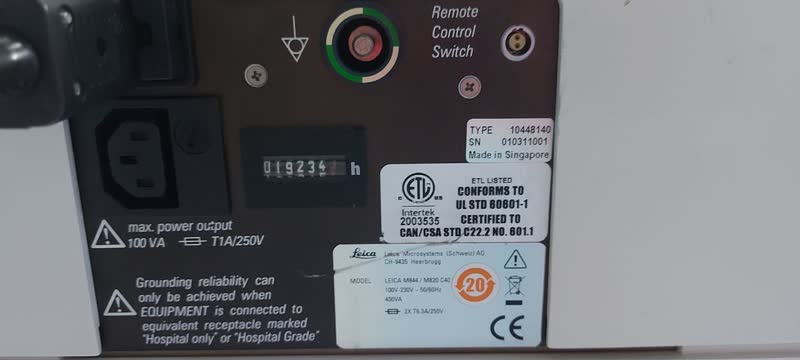 Remote
Control
Switch
TYPE 10448140
SN 010311001
Made in Singapore
h
ETL LISTED
CONFORMS TO
UL STD 60601-1
CERTIFIED TO
CAN/CSA STD C22.2 NO. 601.1
C ETL US
Intertek
2003535
max. power output
100 VA T1A/250V
Grounding reliability can
only be achieved when
EQUIPMENT is connected to
equivalent receptacle marked
"Hospital only" or "Hospital Grade"
Leica Leica Microsystems (Schweiz) AG
CH-9435 Heerbrugg
MODEL LEICA M844 / M820 C40
100V-230V ~ 50/60Hz
400VA
2X T6.3A/250V
20
CE